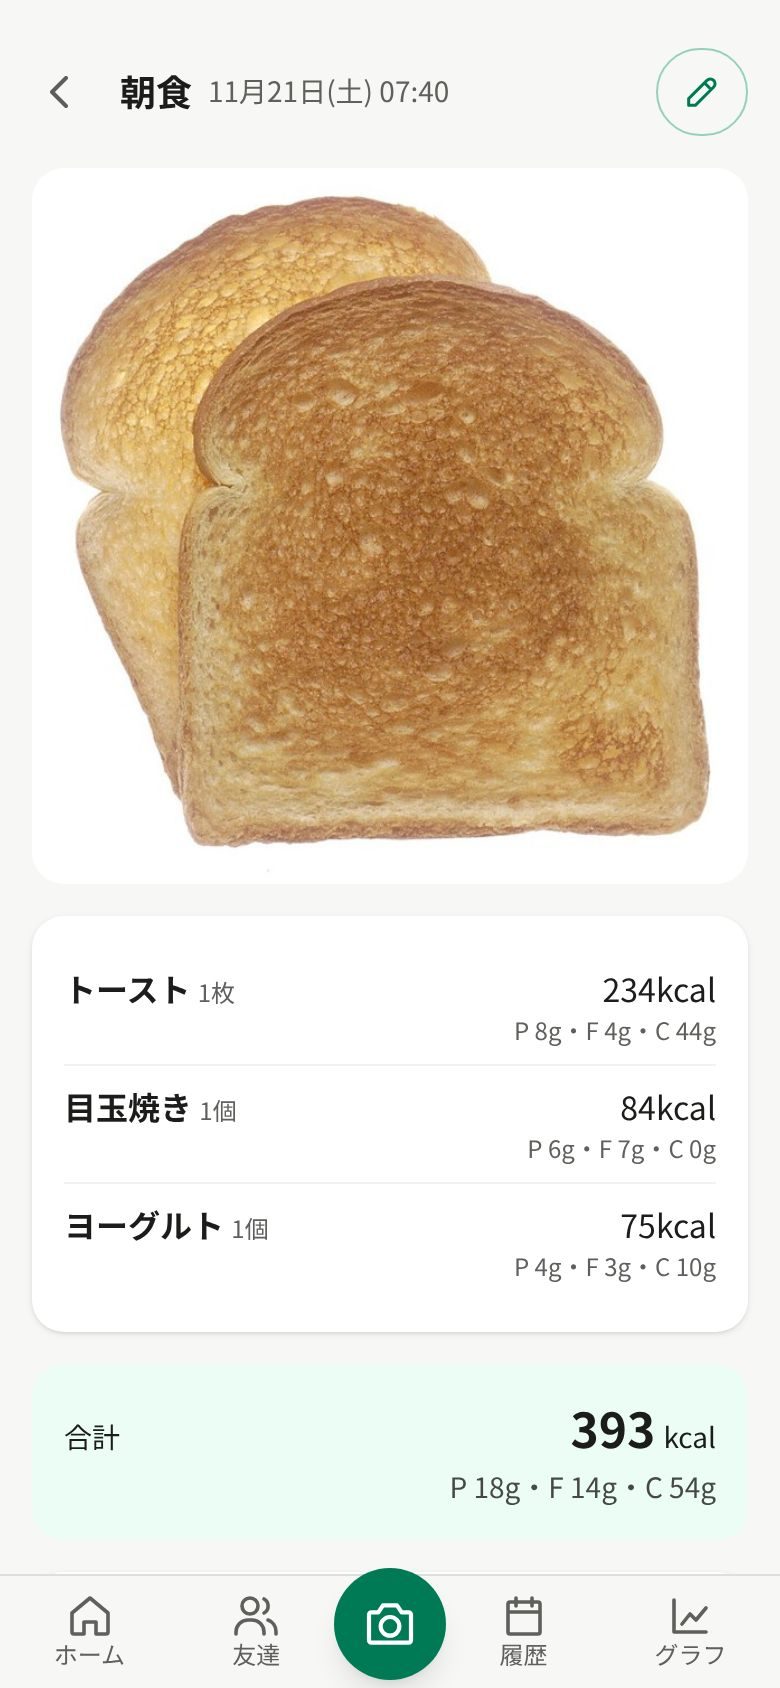 朝食 11月21日(土) 07:40
トースト 1枚 234kcal
P 8g・F 4g・C 44g
目玉焼き 1個 84kcal
P 6g・F 7g・C 0g
ヨーグルト 1個 75kcal
P 4g・F 3g・C 10g
合計 393 kcal
P 18g・F 14g・C 54g
ホーム 友達 履歴 グラフ